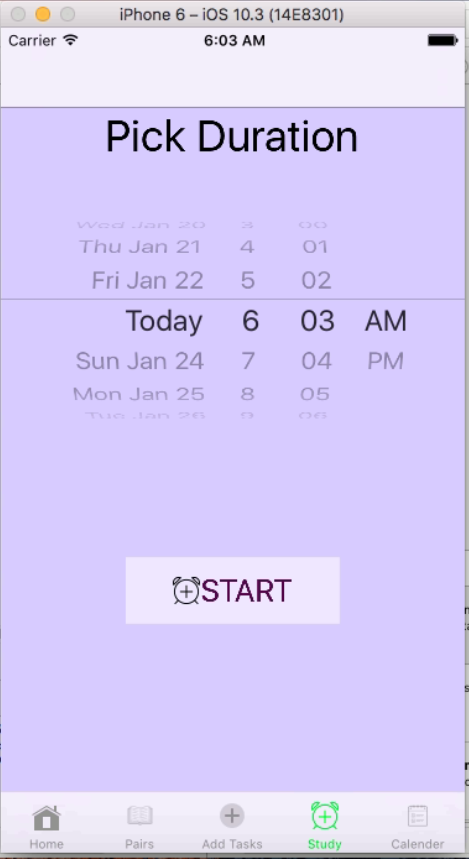 iPhone 6 – iOS 10.3 (14E8301)
Carrier 6:03 AM
Pick Duration
Wed Jan 20 3 00
Thu Jan 21 4 01
Fri Jan 22 5 02
Today 6 03 AM
Sun Jan 24 7 04 PM
Mon Jan 25 8 05
Tue Jan 26 9 06
START
Home Pairs Add Tasks Study Calender